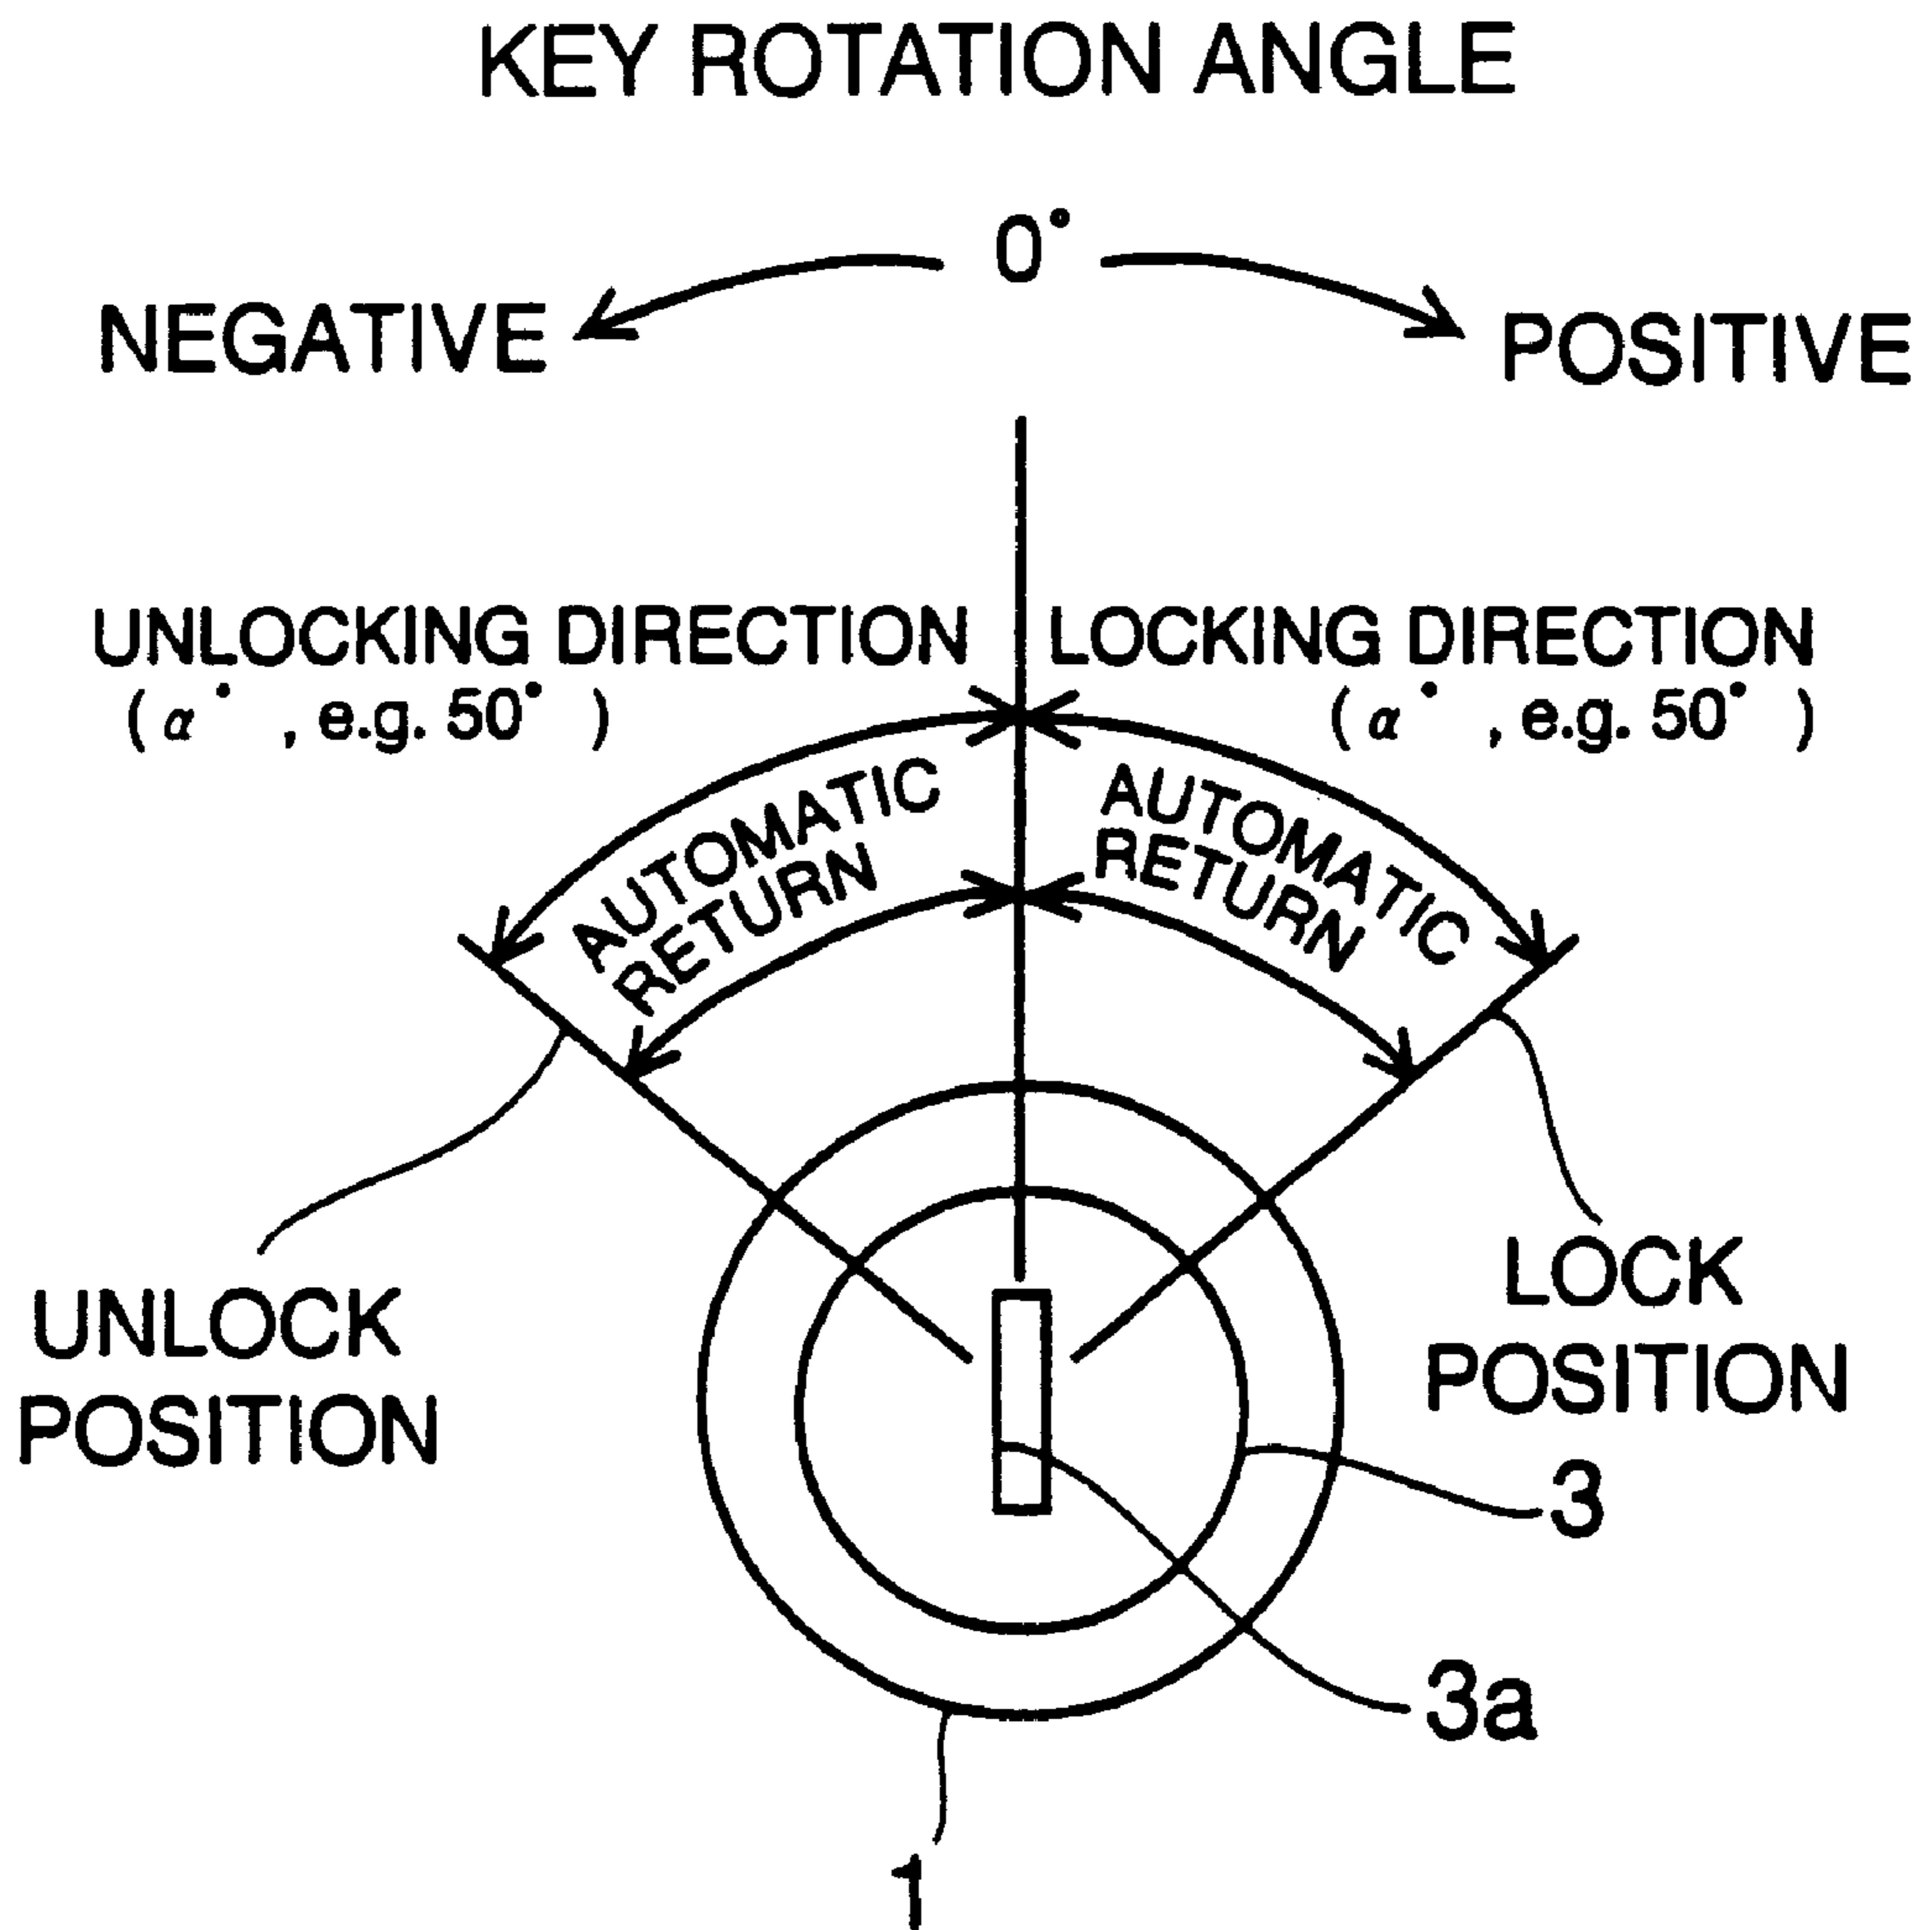 KEY ROTATION ANGLE
0°
NEGATIVE
POSITIVE
UNLOCKING DIRECTION
(α°, e.g. 50°)
LOCKING DIRECTION
(α°, e.g. 50°)
AUTOMATIC
RETURN
AUTOMATIC
RETURN
UNLOCK
POSITION
LOCK
POSITION
3
3a
1